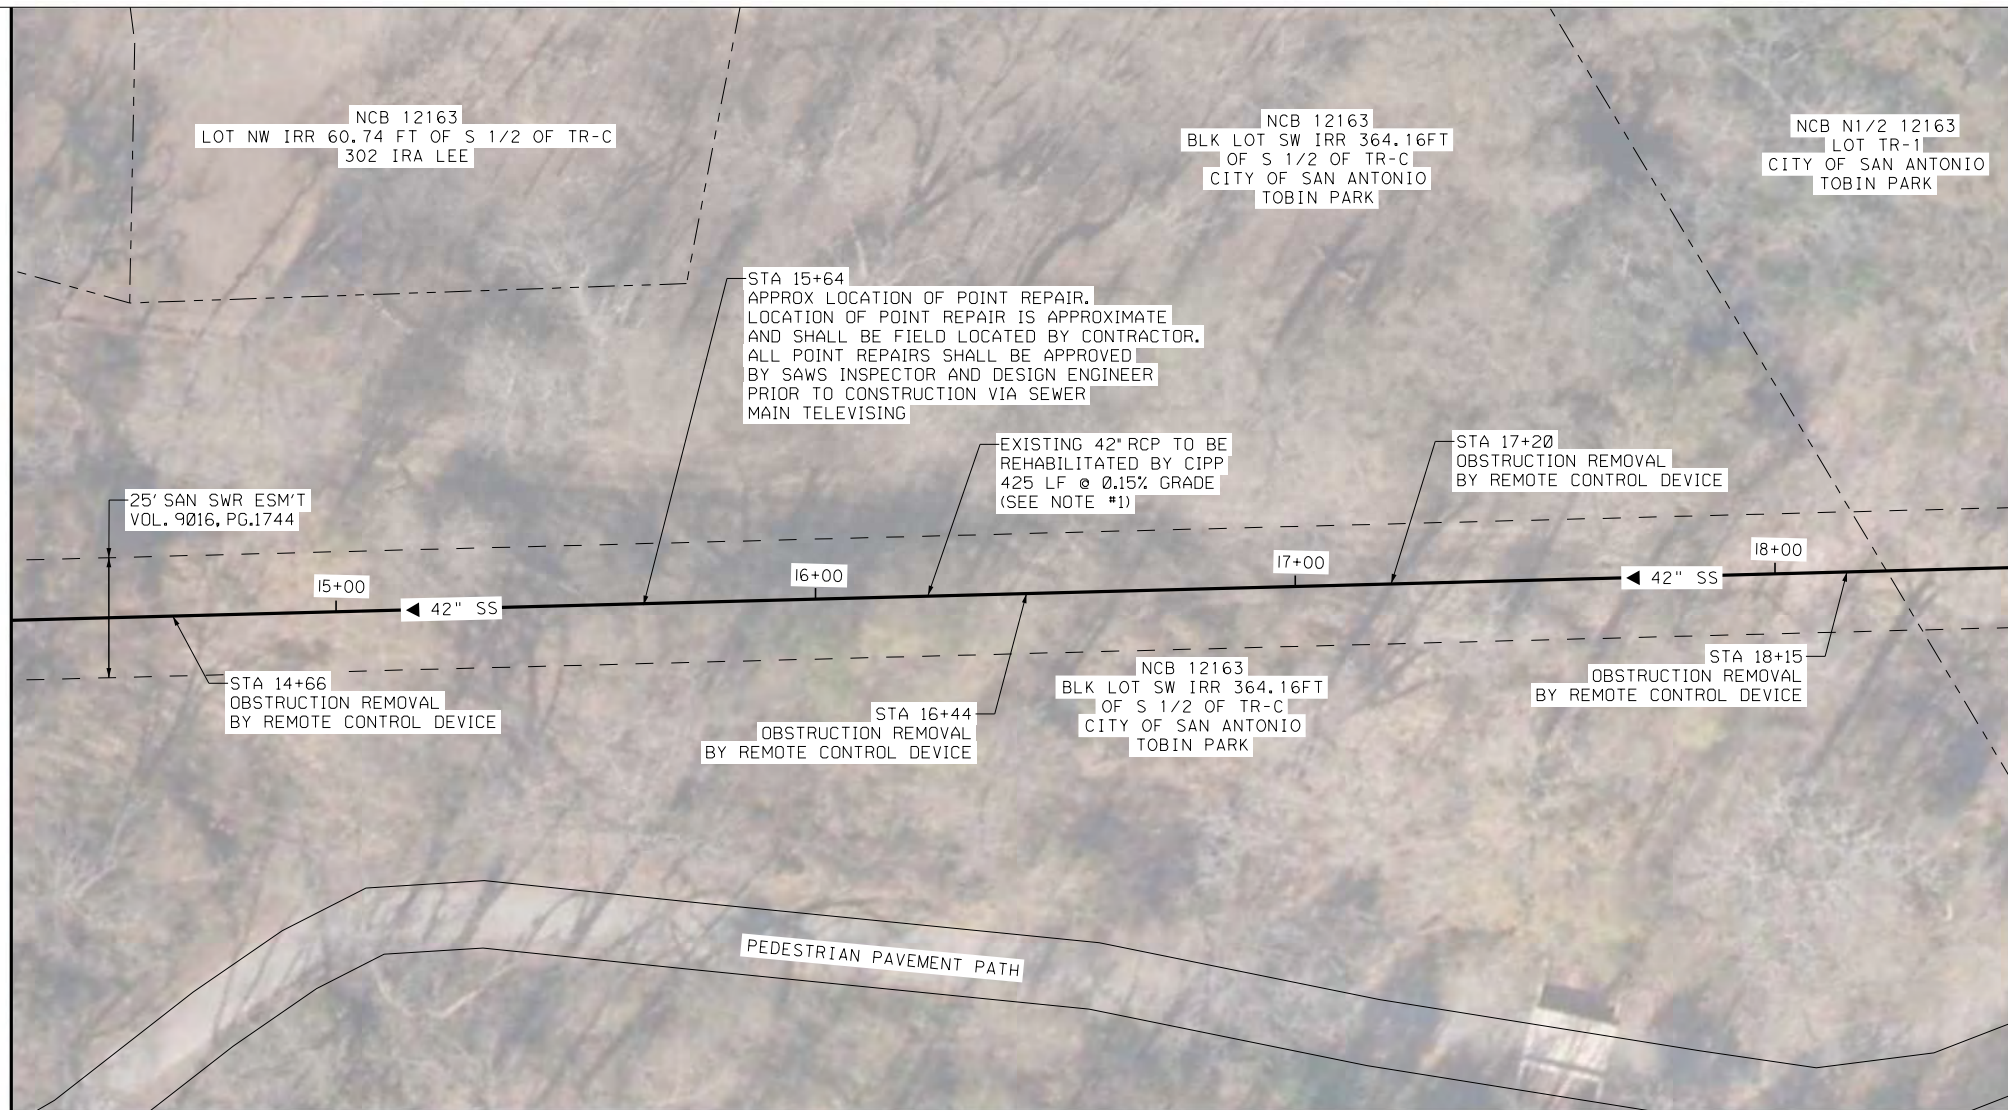 NCB 12163
LOT NW IRR 60.74 FT OF S 1/2 OF TR-C
302 IRA LEE
NCB 12163
BLK LOT SW IRR 364.16FT
OF S 1/2 OF TR-C
CITY OF SAN ANTONIO
TOBIN PARK
NCB N1/2 12163
LOT TR-1
CITY OF SAN ANTONIO
TOBIN PARK
STA 15+64
APPROX LOCATION OF POINT REPAIR.
LOCATION OF POINT REPAIR IS APPROXIMATE
AND SHALL BE FIELD LOCATED BY CONTRACTOR.
ALL POINT REPAIRS SHALL BE APPROVED
BY SAWS INSPECTOR AND DESIGN ENGINEER
PRIOR TO CONSTRUCTION VIA SEWER
MAIN TELEVISING
EXISTING 42" RCP TO BE
REHABILITATED BY CIPP
425 LF @ 0.15% GRADE
(SEE NOTE #1)
STA 17+20
OBSTRUCTION REMOVAL
BY REMOTE CONTROL DEVICE
25' SAN SWR ESM'T
VOL. 9016, PG.1744
15+00
16+00
17+00
18+00
◀ 42" SS
◀ 42" SS
STA 14+66
OBSTRUCTION REMOVAL
BY REMOTE CONTROL DEVICE
STA 16+44
OBSTRUCTION REMOVAL
BY REMOTE CONTROL DEVICE
NCB 12163
BLK LOT SW IRR 364.16FT
OF S 1/2 OF TR-C
CITY OF SAN ANTONIO
TOBIN PARK
STA 18+15
OBSTRUCTION REMOVAL
BY REMOTE CONTROL DEVICE
PEDESTRIAN PAVEMENT PATH